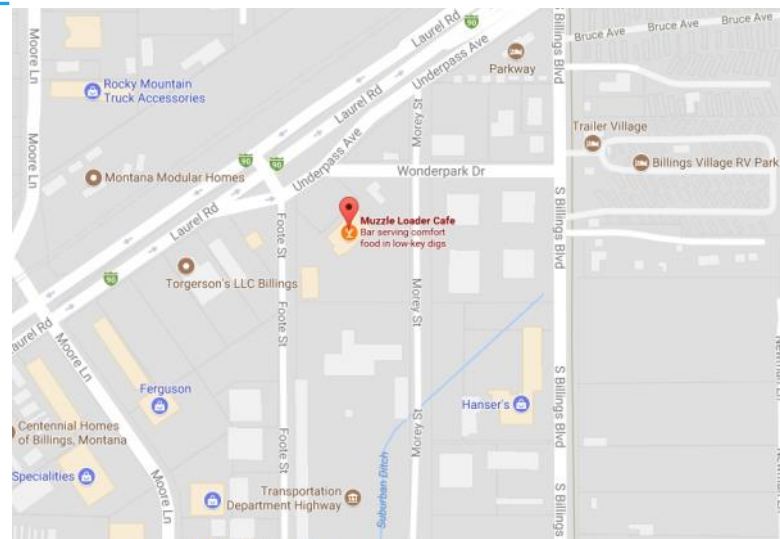 Laurel Rd
90
S Billings Blvd
Bruce Ave
Bruce Ave
Bruce Ave
Moore Ln
Underpass Ave
Parkway
Rocky Mountain
Truck Accessories
Laurel Rd
Morey St
Trailer Village
Moore Ln
Underpass Ave
90
90
Wonderpark Dr
Billings Village RV Park
Montana Modular Homes
S Billings Blvd
Laurel Rd
Foote St
Muzzle Loader Cafe
Bar serving comfort
food in low-key digs
90
Torgerson's LLC Billings
Morey St
Foote St
aurel Rd
Moore Ln
Ferguson
Hanser's
S Billings Blvd
Centennial Homes
of Billings, Montana
Foote St
Morey St
Specialities
Moore Ln
Transportation
Department Highway
Suburban Ditch
S Billings